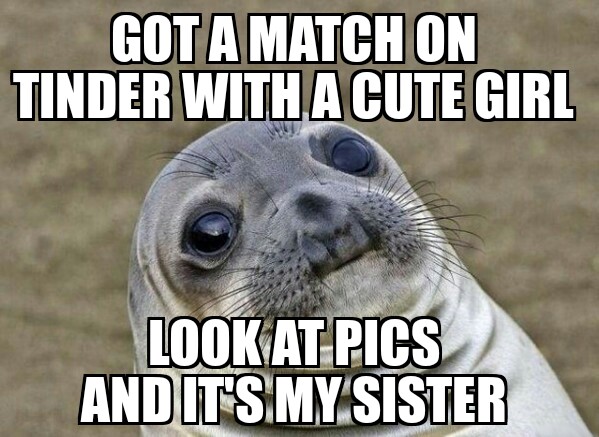 GOT A MATCH ON
TINDER WITH A CUTE GIRL
LOOK AT PICS
AND IT'S MY SISTER